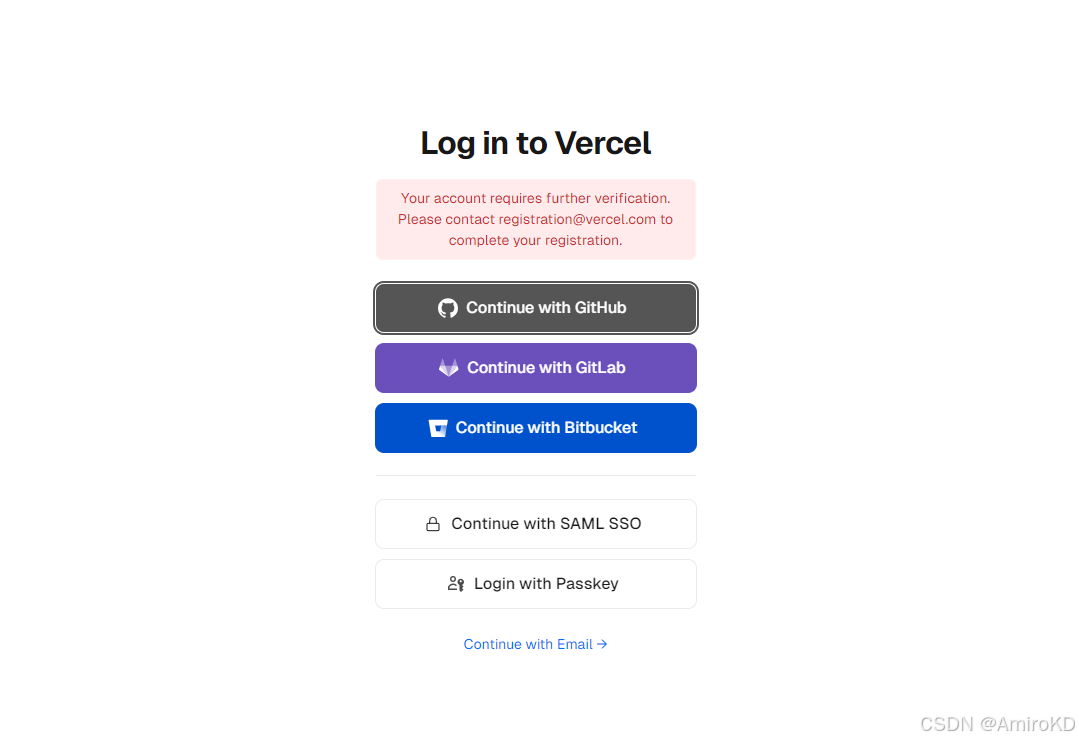 Log in to Vercel
Your account requires further verification.
Please contact registration@vercel.com to
complete your registration.
Continue with GitHub
Continue with GitLab
Continue with Bitbucket
Continue with SAML SSO
Login with Passkey
Continue with Email →
CSDN @AmiroKD